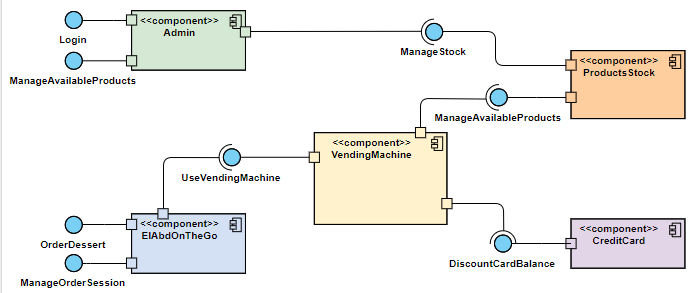 <<component>>
Admin
Login
ManageAvailableProducts
ManageStock
<<component>>
ProductsStock
ManageAvailableProducts
<<component>>
VendingMachine
UseVendingMachine
<<component>>
ElAbdOnTheGo
OrderDessert
ManageOrderSession
<<component>>
CreditCard
DiscountCardBalance